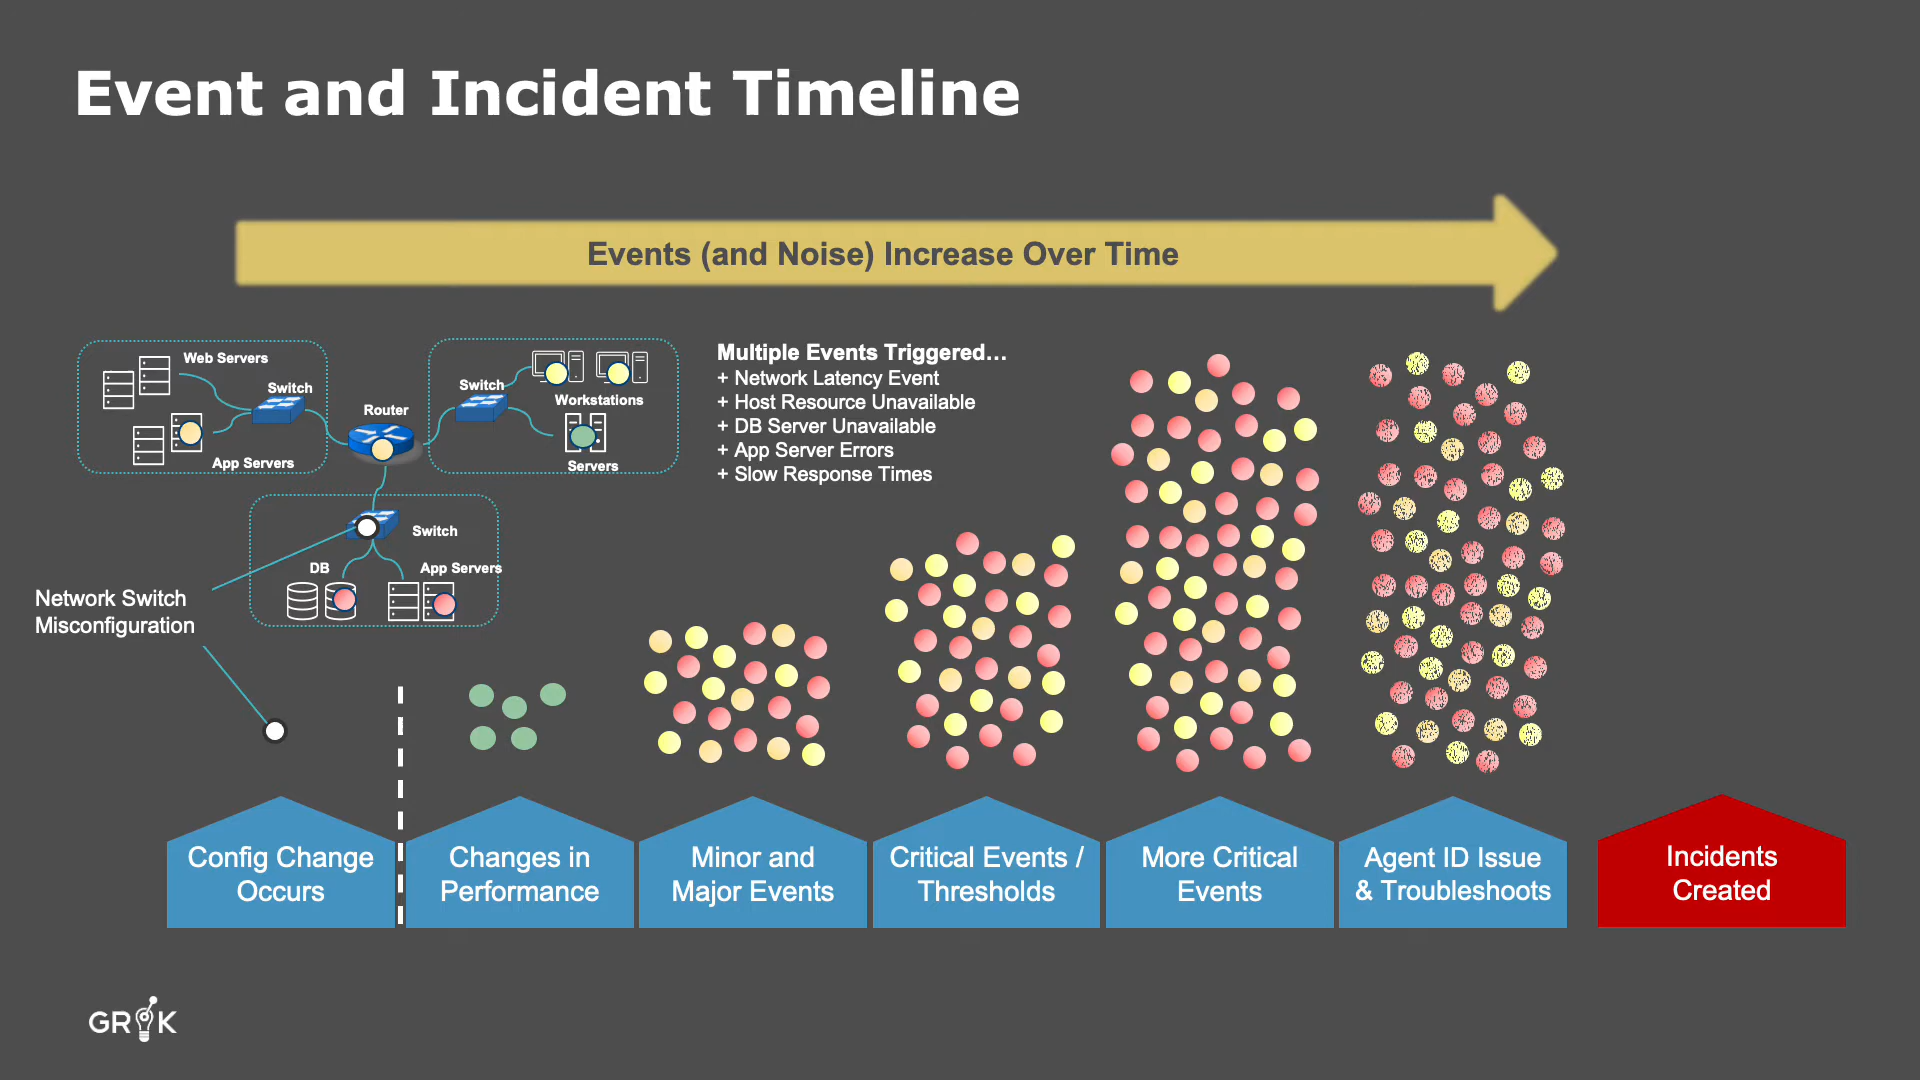 Event and Incident Timeline
Events (and Noise) Increase Over Time
Web Servers
Switch
App Servers
Router
Switch
Workstations
Servers
Switch
DB
App Servers
Network Switch
Misconfiguration
Multiple Events Triggered…
+ Network Latency Event
+ Host Resource Unavailable
+ DB Server Unavailable
+ App Server Errors
+ Slow Response Times
Config Change
Occurs
Changes in
Performance
Minor and
Major Events
Critical Events /
Thresholds
More Critical
Events
Agent ID Issue
& Troubleshoots
Incidents
Created
GROK